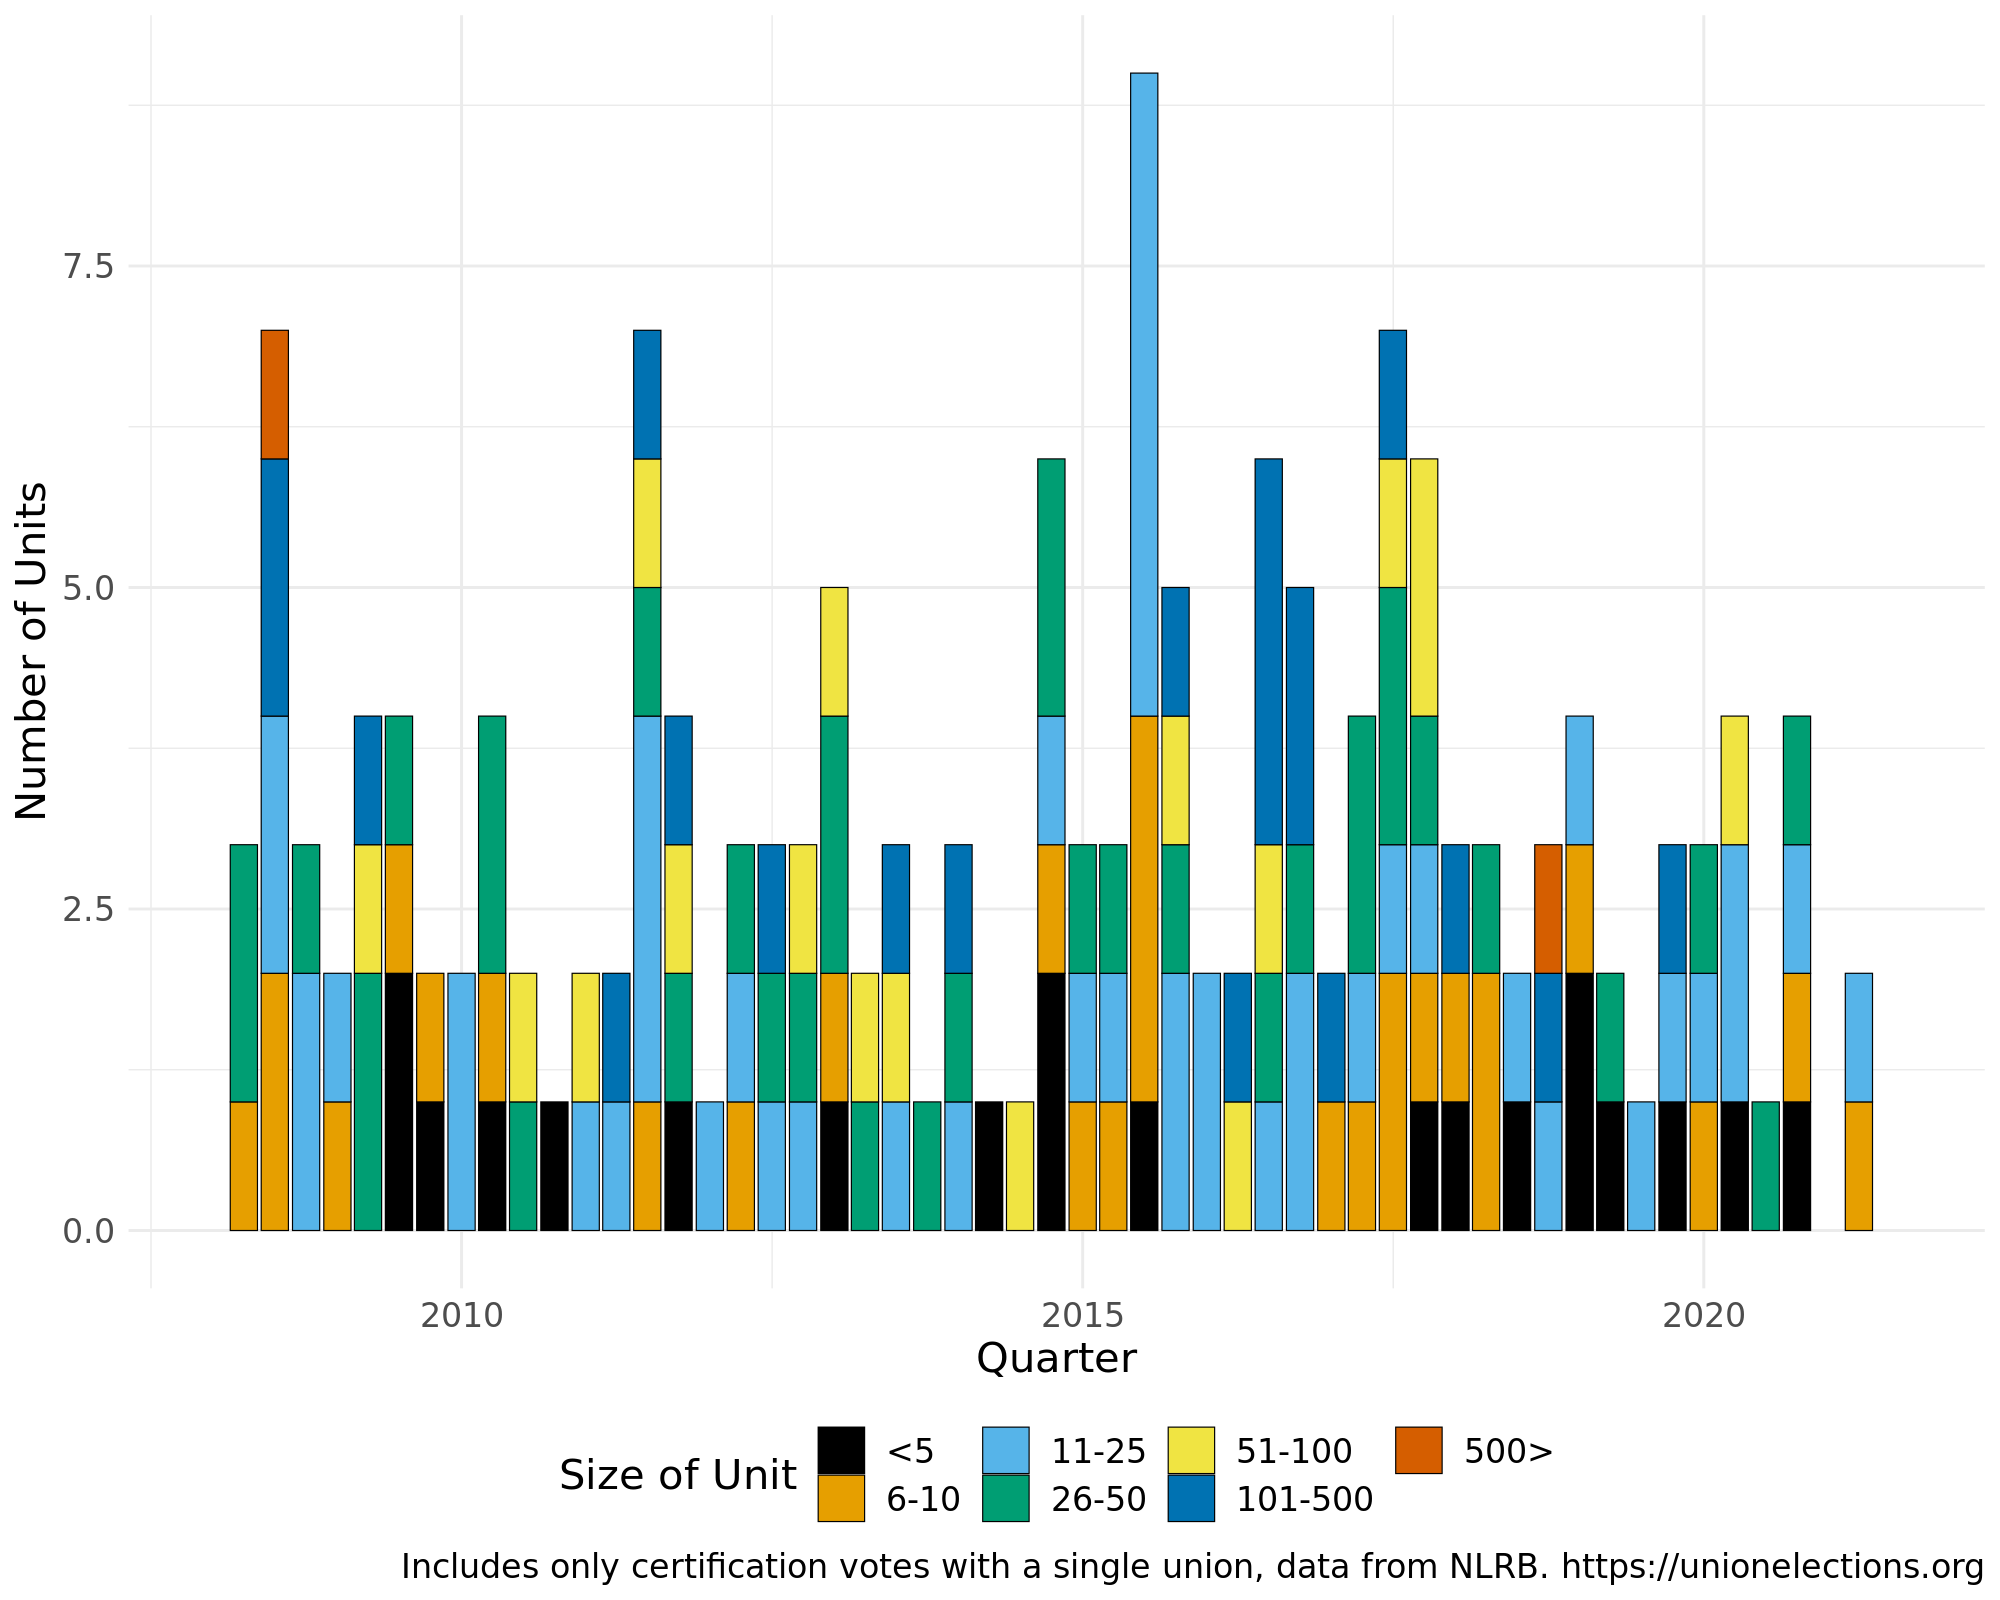 7.5
5.0
2.5
0.0
Number of Units
2010 2015 2020
Quarter
Size of Unit
<5 11-25 51-100 500>
6-10 26-50 101-500
Includes only certification votes with a single union, data from NLRB. https://unionelections.org